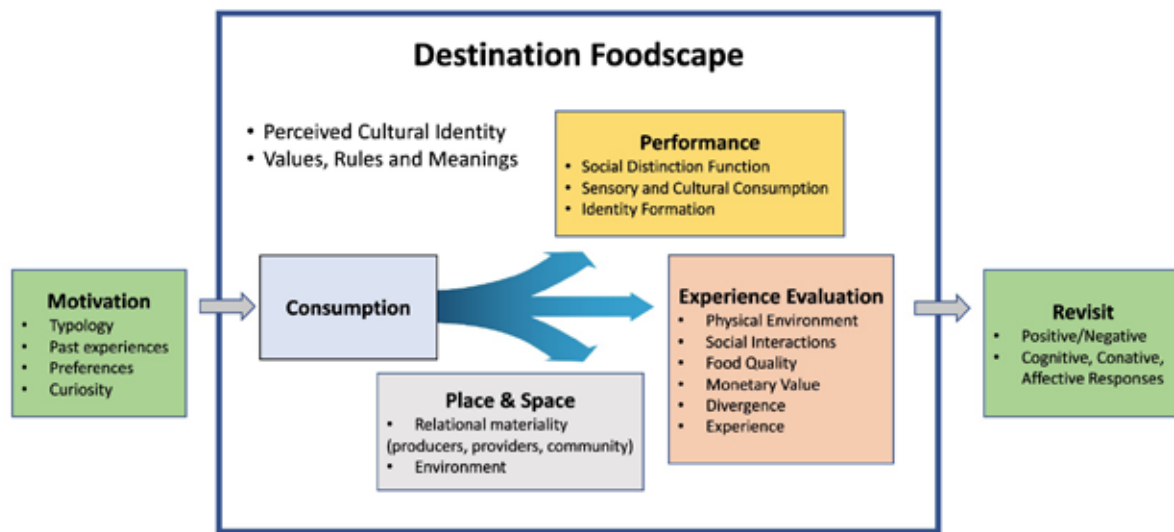 Destination Foodscape
• Perceived Cultural Identity
• Values, Rules and Meanings
Performance
• Social Distinction Function
• Sensory and Cultural Consumption
• Identity Formation
Motivation
• Typology
• Past experiences
• Preferences
• Curiosity
Consumption
Experience Evaluation
• Physical Environment
• Social Interactions
• Food Quality
• Monetary Value
• Divergence
• Experience
Place & Space
• Relational materiality
(producers, providers, community)
• Environment
Revisit
• Positive/Negative
• Cognitive, Conative,
Affective Responses